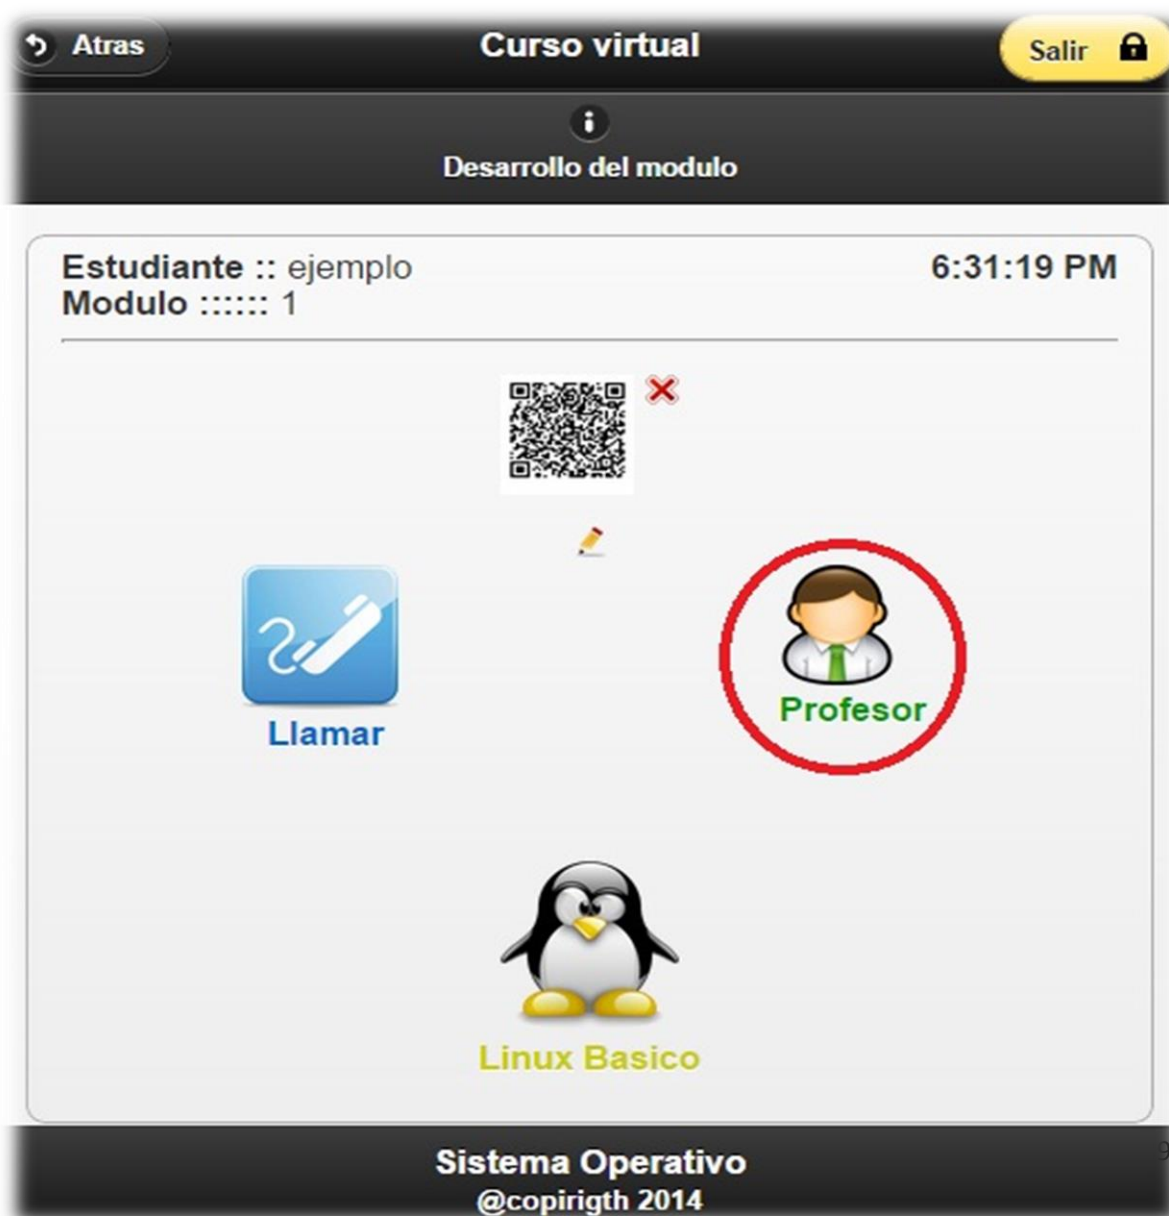 Atras
Curso virtual
Salir
Desarrollo del modulo
Estudiante :: ejemplo
6:31:19 PM
Modulo :::::: 1
Llamar
Profesor
Linux Basico
Sistema Operativo
@copirigth 2014
9